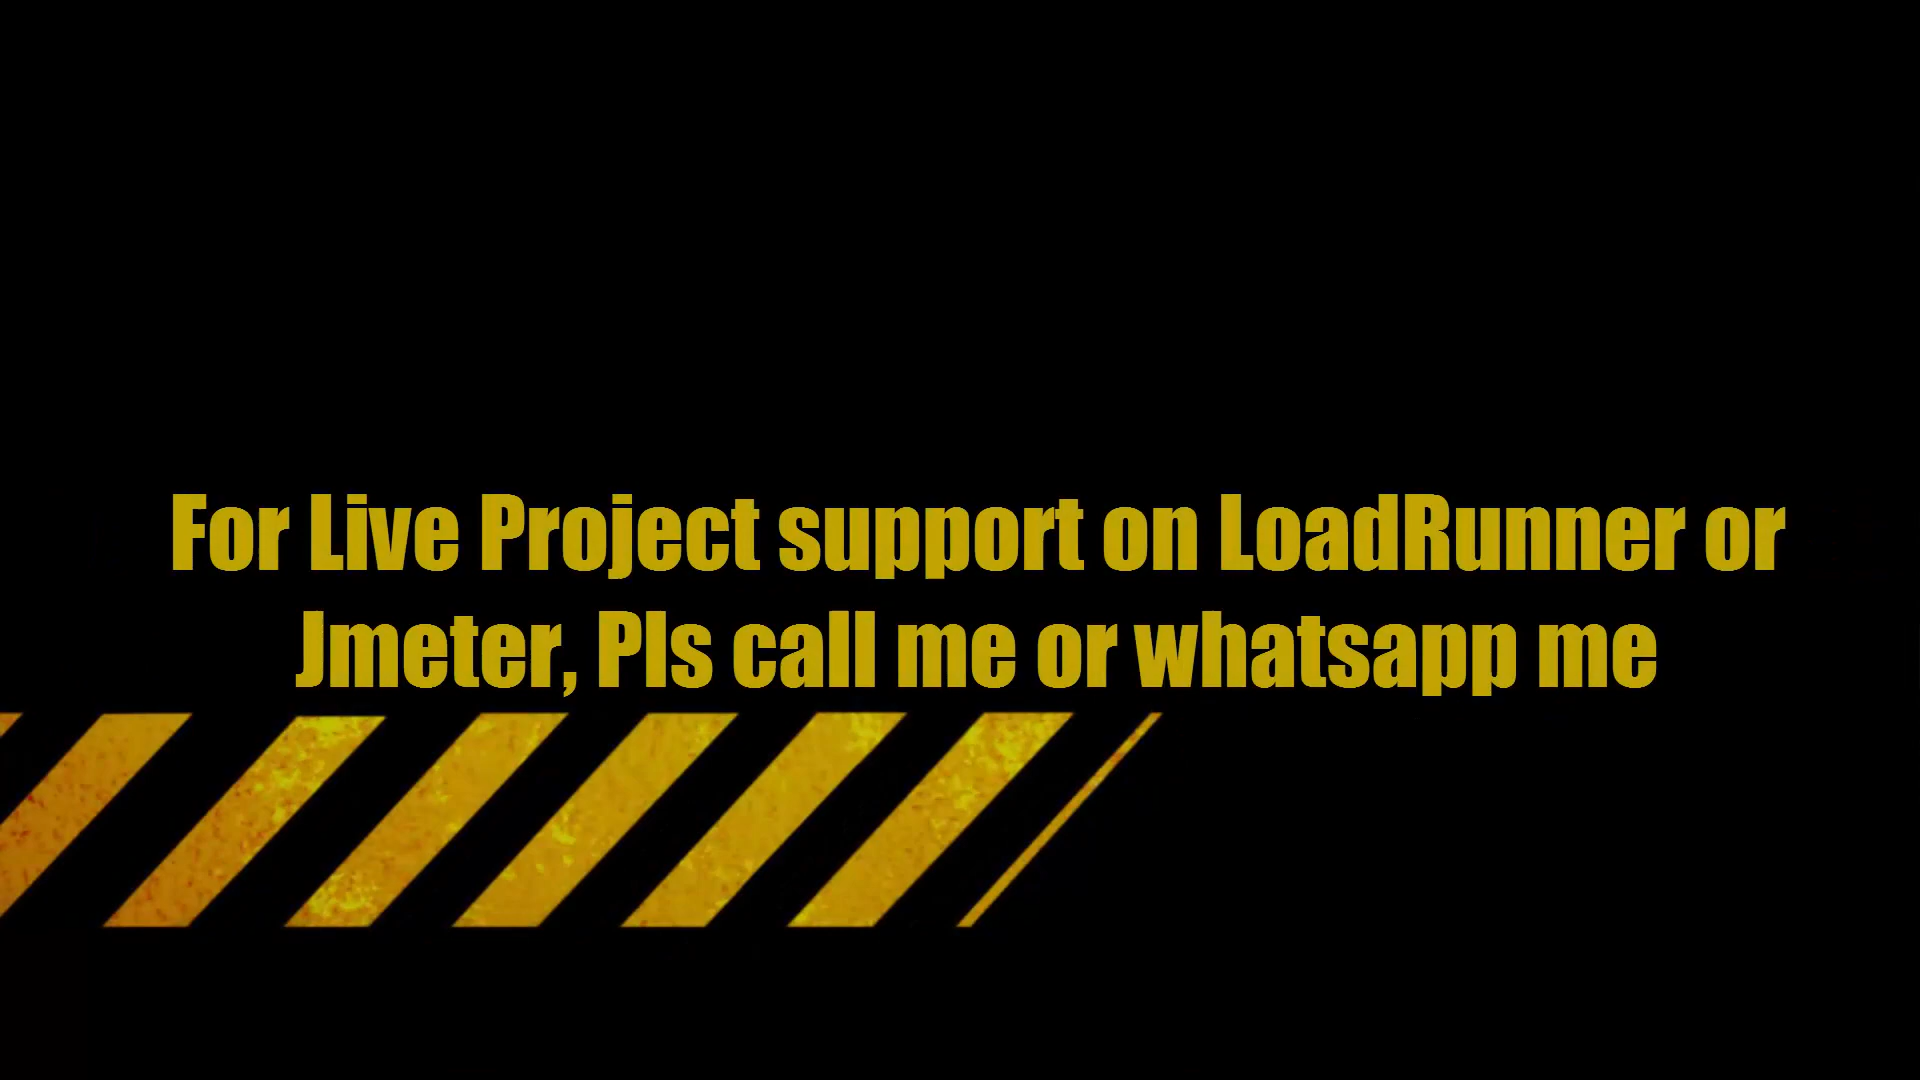 For Live Project support on LoadRunner or
Jmeter, Pls call me or whatsapp me